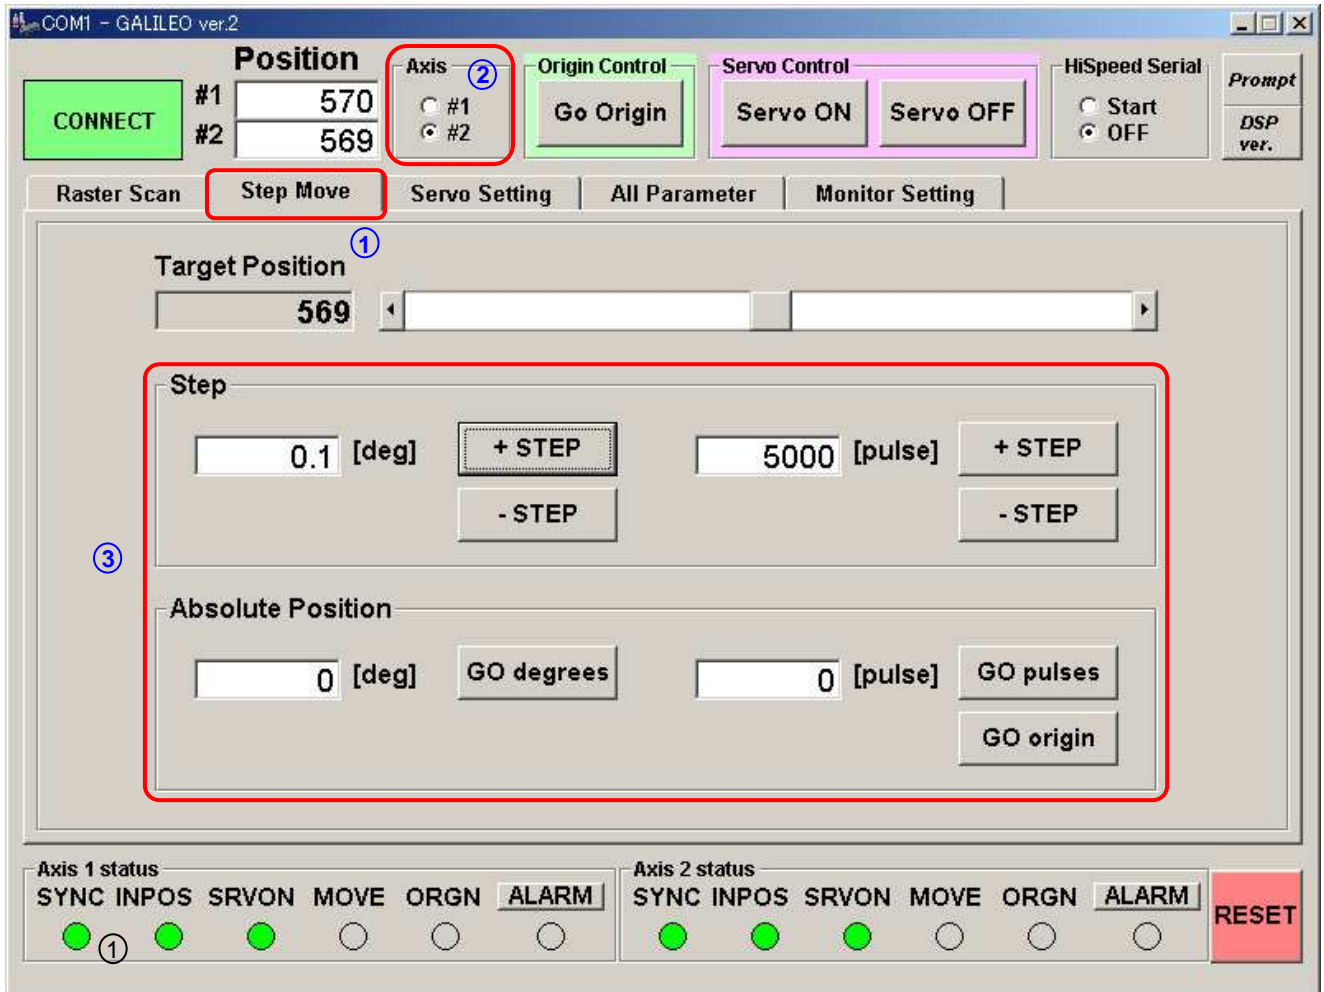 COM1 - GALILEO ver.2
Position
#1 570
#2 569
CONNECT
Axis ②
#1
#2
Origin Control
Go Origin
Servo Control
Servo ON Servo OFF
HiSpeed Serial
Start
OFF
Prompt
DSP ver.
Raster Scan Step Move Servo Setting All Parameter Monitor Setting
①
Target Position
569
Step
0.1 [deg] + STEP 5000 [pulse] + STEP
- STEP - STEP
③
Absolute Position
0 [deg] GO degrees 0 [pulse] GO pulses
GO origin
Axis 1 status
SYNC INPOS SRVON MOVE ORGN ALARM
①
Axis 2 status
SYNC INPOS SRVON MOVE ORGN ALARM
RESET